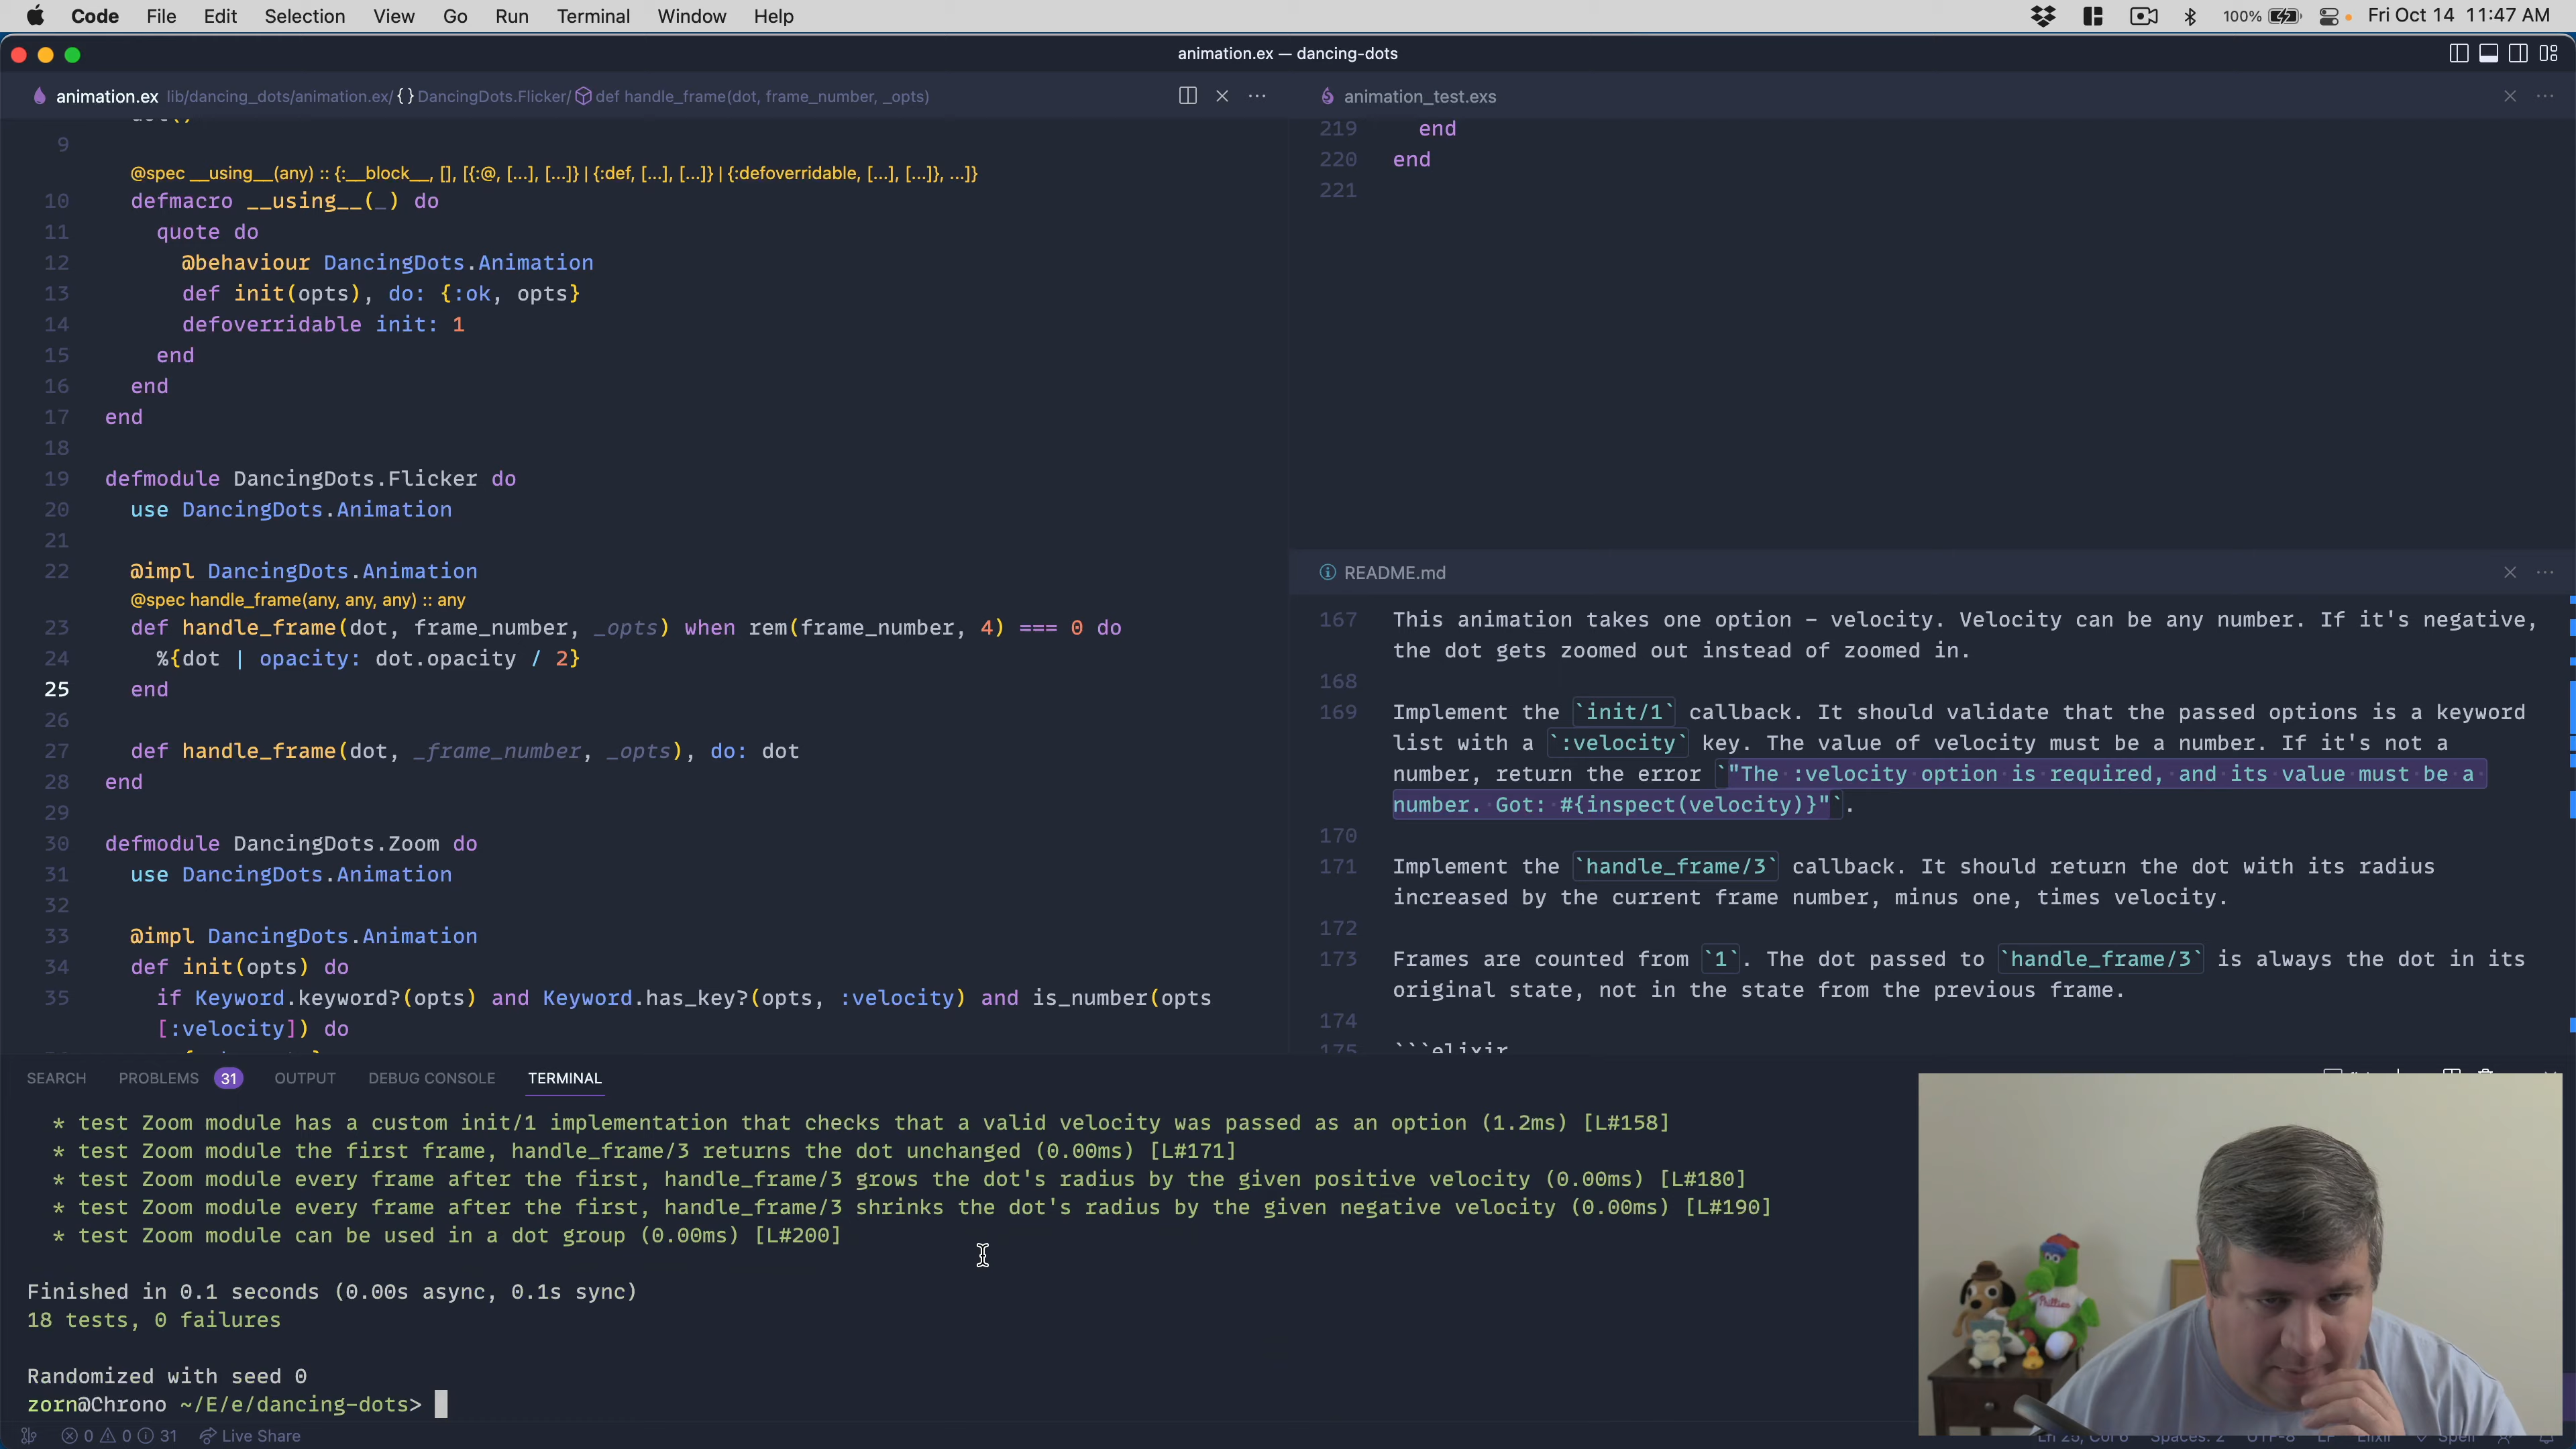 Code File Edit Selection View Go Run Terminal Window Help 100% Fri Oct 14 11:47 AM
animation.ex — dancing-dots
animation.ex lib/dancing_dots/animation.ex/ {} DancingDots.Flicker/ def handle_frame(dot, frame_number, _opts)
9
@spec __using__(any) :: {:__block__, [], [{:@, [...], [...]} | {:def, [...], [...]} | {:defoverridable, [...], [...]}, ...]}
10 defmacro __using__(_) do
11 quote do
12 @behaviour DancingDots.Animation
13 def init(opts), do: {:ok, opts}
14 defoverridable init: 1
15 end
16 end
17 end
18
19 defmodule DancingDots.Flicker do
20 use DancingDots.Animation
21
22 @impl DancingDots.Animation
@spec handle_frame(any, any, any) :: any
23 def handle_frame(dot, frame_number, _opts) when rem(frame_number, 4) === 0 do
24 %{dot | opacity: dot.opacity / 2}
25 end
26
27 def handle_frame(dot, _frame_number, _opts), do: dot
28 end
29
30 defmodule DancingDots.Zoom do
31 use DancingDots.Animation
32
33 @impl DancingDots.Animation
34 def init(opts) do
35 if Keyword.keyword?(opts) and Keyword.has_key?(opts, :velocity) and is_number(opts
[:velocity]) do
animation_test.exs
219 end
220 end
221
README.md
167 This animation takes one option – velocity. Velocity can be any number. If it's negative,
the dot gets zoomed out instead of zoomed in.
168
169 Implement the `init/1` callback. It should validate that the passed options is a keyword
list with a `:velocity` key. The value of velocity must be a number. If it's not a
number, return the error `"The :velocity option is required, and its value must be a
number. Got: #{inspect(velocity)}"`.
170
171 Implement the `handle_frame/3` callback. It should return the dot with its radius
increased by the current frame number, minus one, times velocity.
172
173 Frames are counted from `1`. The dot passed to `handle_frame/3` is always the dot in its
original state, not in the state from the previous frame.
174
175 ```elixir
SEARCH PROBLEMS 31 OUTPUT DEBUG CONSOLE TERMINAL
* test Zoom module has a custom init/1 implementation that checks that a valid velocity was passed as an option (1.2ms) [L#158]
* test Zoom module the first frame, handle_frame/3 returns the dot unchanged (0.00ms) [L#171]
* test Zoom module every frame after the first, handle_frame/3 grows the dot's radius by the given positive velocity (0.00ms) [L#180]
* test Zoom module every frame after the first, handle_frame/3 shrinks the dot's radius by the given negative velocity (0.00ms) [L#190]
* test Zoom module can be used in a dot group (0.00ms) [L#200]
Finished in 0.1 seconds (0.00s async, 0.1s sync)
18 tests, 0 failures
Randomized with seed 0
zorn@Chrono ~/E/e/dancing-dots>
Phillies
0 0 31 Live Share